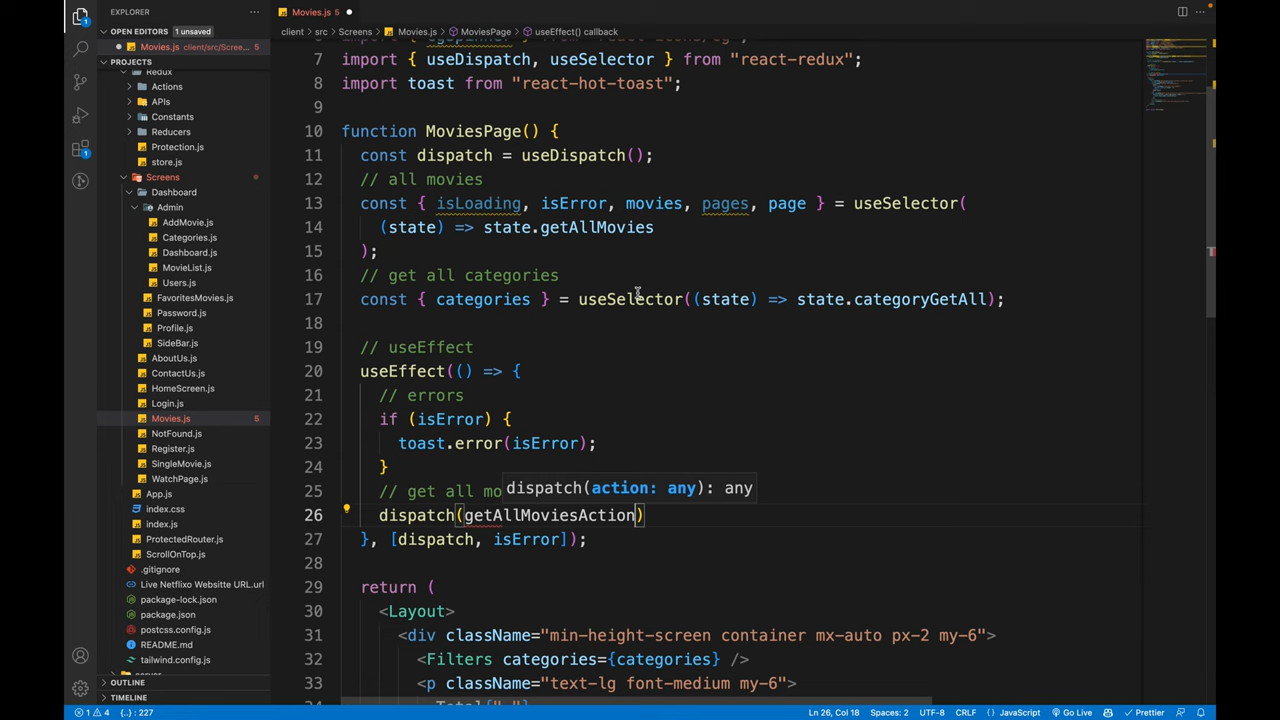 EXPLORER
Movies.js 5
OPEN EDITORS 1 unsaved
Movies.js client/src/Scree... 5
PROJECTS
Redux
Actions
APIs
Constants
Reducers
Protection.js
store.js
Screens
Dashboard
Admin
AddMovie.js
Categories.js
Dashboard.js
MovieList.js
Users.js
FavoritesMovies.js
Password.js
Profile.js
SideBar.js
AboutUs.js
ContactUs.js
HomeScreen.js
Login.js
Movies.js 5
NotFound.js
Register.js
SingleMovie.js
WatchPage.js
App.js
index.css
index.js
ProtectedRouter.js
ScrollOnTop.js
.gitignore
Live Netflixo Websitte URL.url
package-lock.json
package.json
postcss.config.js
README.md
tailwind.config.js
OUTLINE
TIMELINE
client > src > Screens > Movies.js > MoviesPage > useEffect() callback
7 import { useDispatch, useSelector } from "react-redux";
8 import toast from "react-hot-toast";
9
10 function MoviesPage() {
11 const dispatch = useDispatch();
12 // all movies
13 const { isLoading, isError, movies, pages, page } = useSelector(
14 (state) => state.getAllMovies
15 );
16 // get all categories
17 const { categories } = useSelector((state) => state.categoryGetAll);
18
19 // useEffect
20 useEffect(() => {
21 // errors
22 if (isError) {
23 toast.error(isError);
24 }
25 // get all mo
dispatch(action: any): any
26 dispatch(getAllMoviesAction)
27 }, [dispatch, isError]);
28
29 return (
30 <Layout>
31 <div className="min-height-screen container mx-auto px-2 my-6">
32 <Filters categories={categories} />
33 <p className="text-lg font-medium my-6">
1 4 {..} : 227
Ln 26, Col 18 Spaces: 2 UTF-8 CRLF {} JavaScript Go Live Prettier